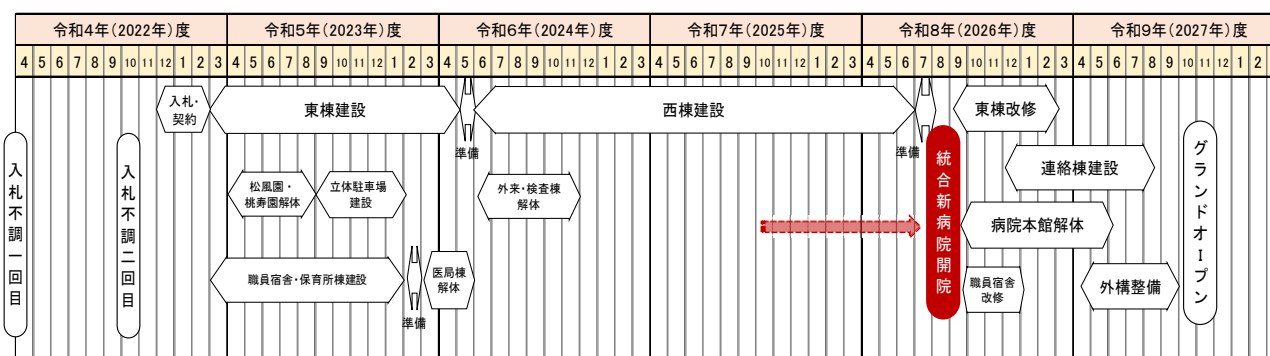 令和4年(2022年)度 令和5年(2023年)度 令和6年(2024年)度 令和7年(2025年)度 令和8年(2026年)度 令和9年(2027年)度
4 5 6 7 8 9 10 11 12 1 2 3 4 5 6 7 8 9 10 11 12 1 2 3 4 5 6 7 8 9 10 11 12 1 2 3 4 5 6 7 8 9 10 11 12 1 2 3 4 5 6 7 8 9 10 11 12 1 2 3 4 5 6 7 8 9 10 11 12 1 2
入札・
契約
東棟建設
西棟建設
東棟改修
準備
準備
入札不調一回目
入札不調二回目
松風園・
桃寿園解体
立体駐車場
建設
外来・検査棟
解体
統合新病院開院
連絡棟建設
グランドオープン
病院本館解体
職員宿舎・保育所棟建設
準備
医局棟
解体
職員宿舎
改修
外構整備